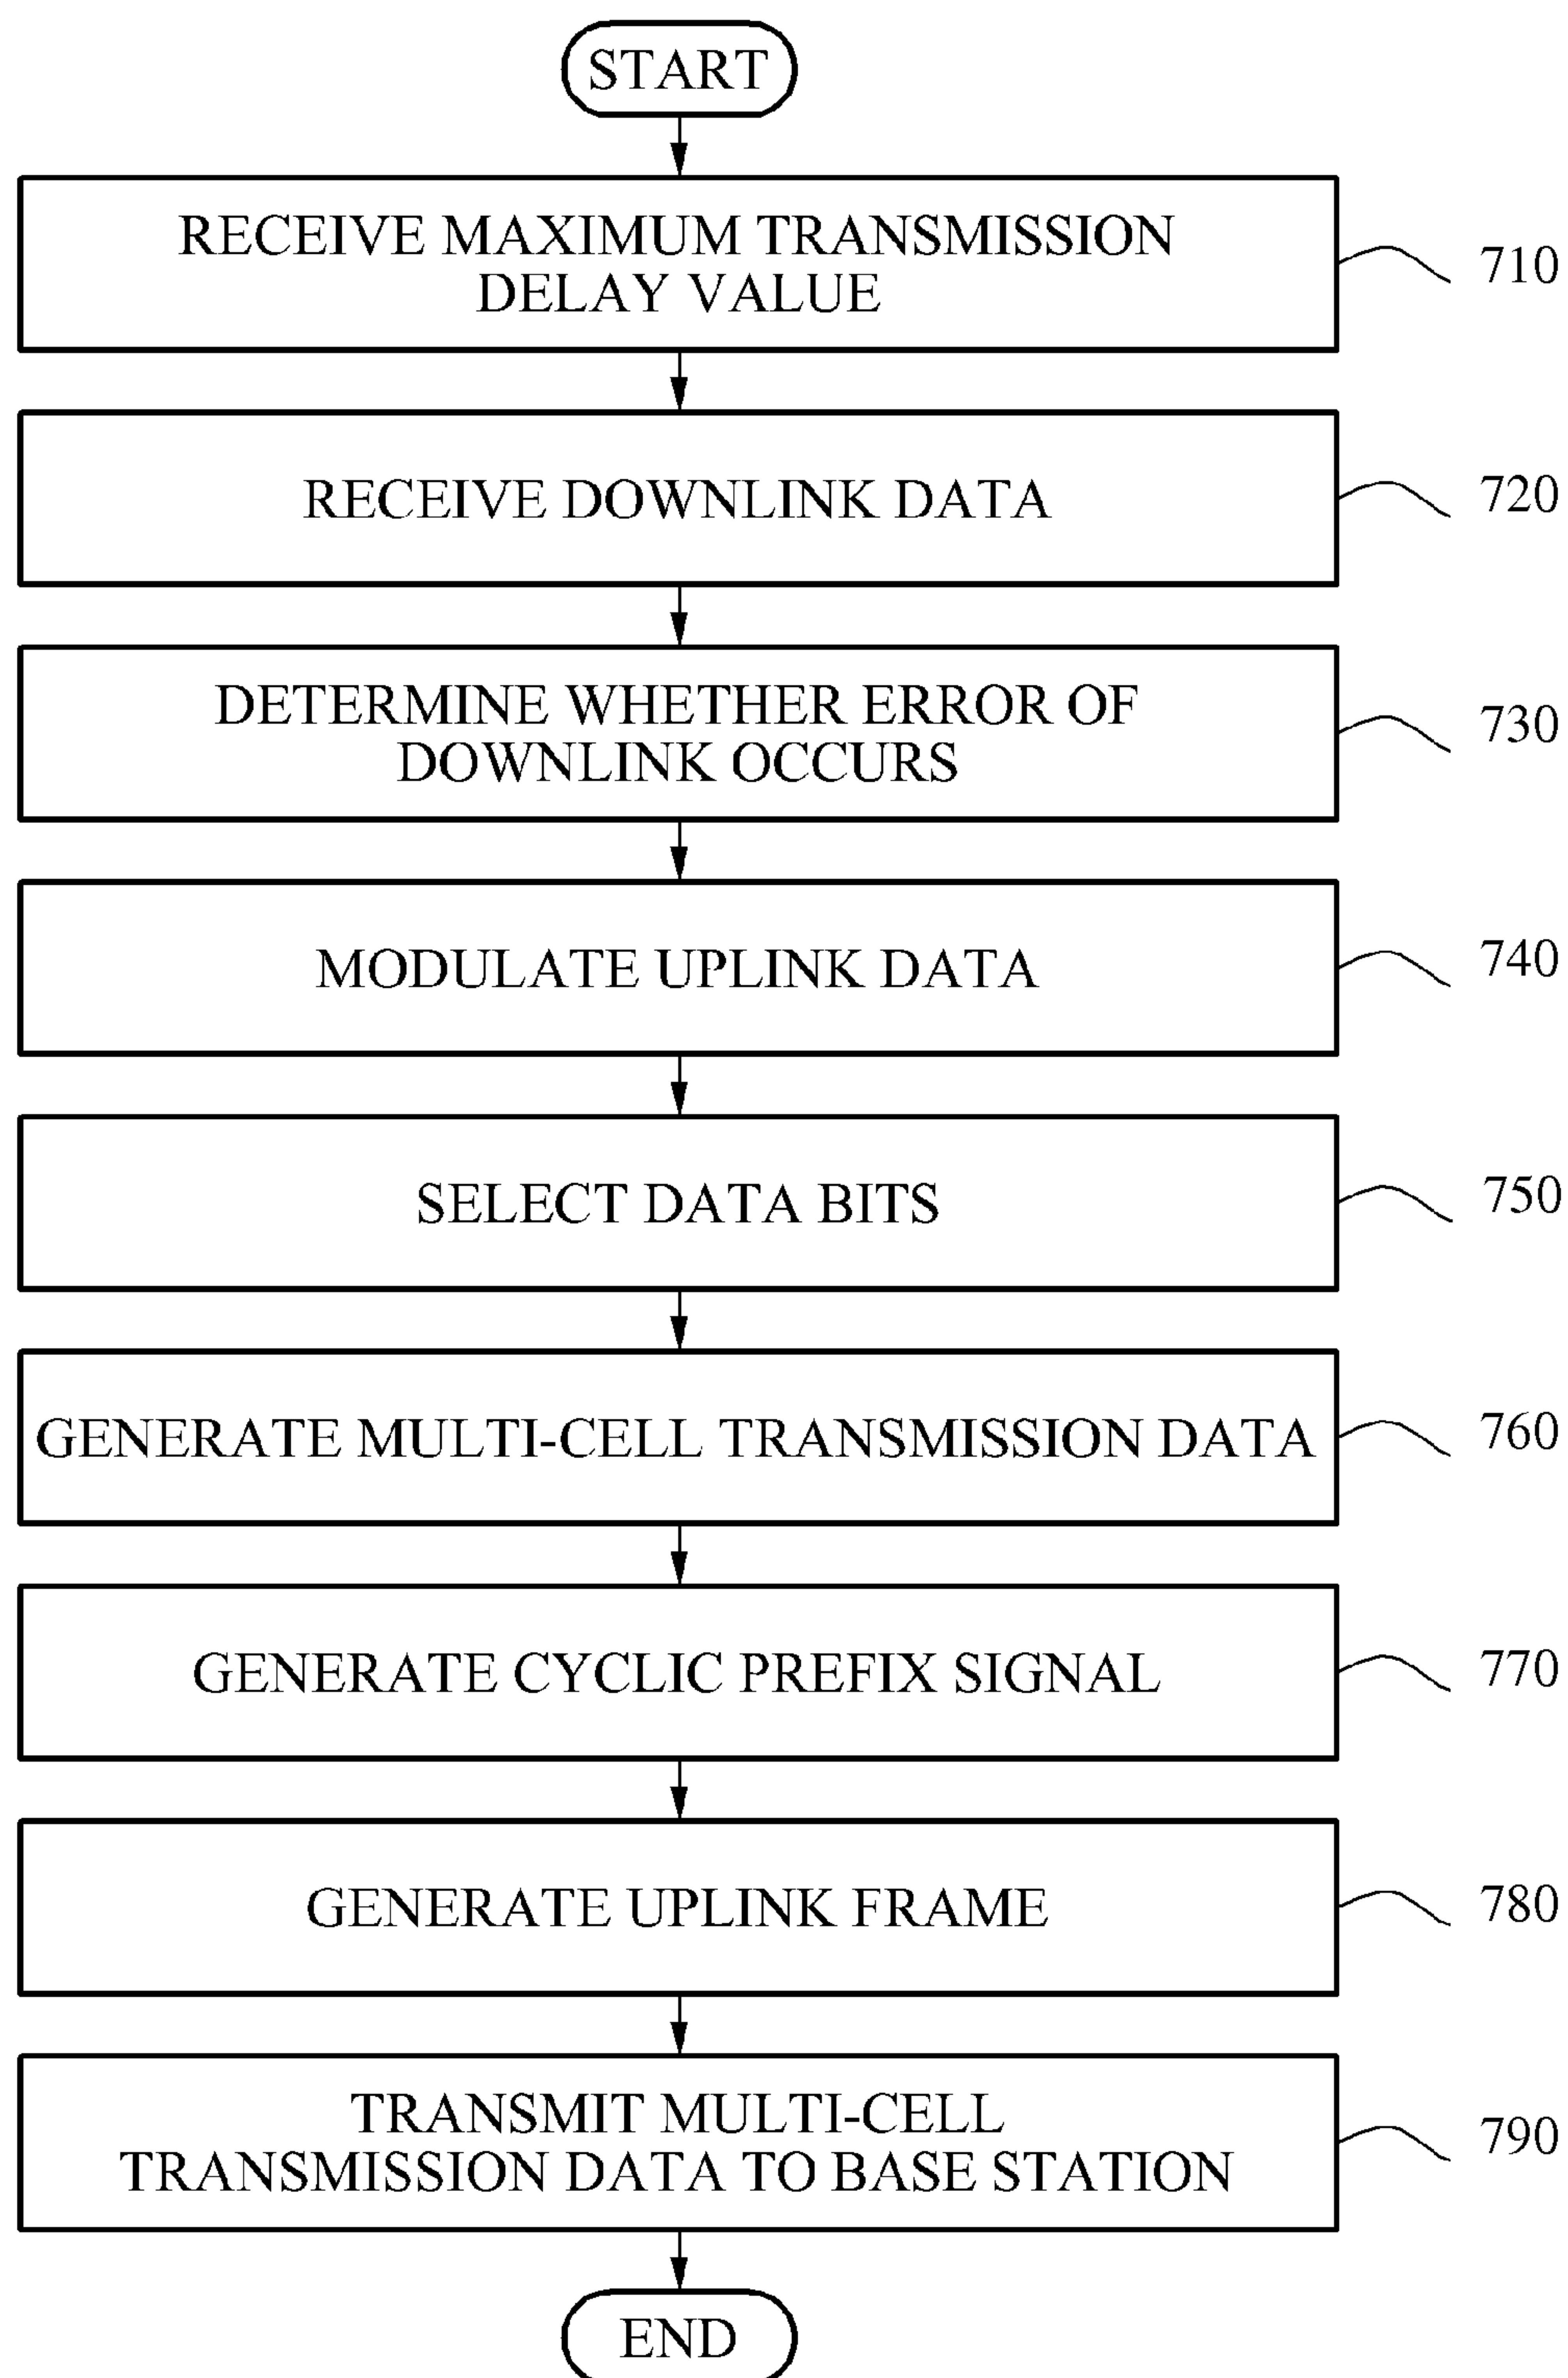 START
RECEIVE MAXIMUM TRANSMISSION
DELAY VALUE
710
RECEIVE DOWNLINK DATA
720
DETERMINE WHETHER ERROR OF
DOWNLINK OCCURS
730
MODULATE UPLINK DATA
740
SELECT DATA BITS
750
GENERATE MULTI-CELL TRANSMISSION DATA
760
GENERATE CYCLIC PREFIX SIGNAL
770
GENERATE UPLINK FRAME
780
TRANSMIT MULTI-CELL
TRANSMISSION DATA TO BASE STATION
790
END